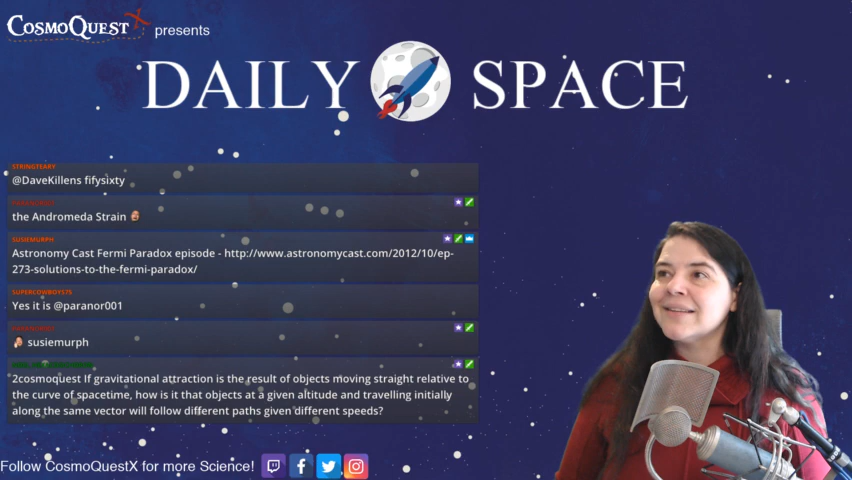 COSMOQUEST X presents
DAILY SPACE
STRINGTEARY
@DaveKillens fifysixty
the Andromeda Strain
SUSIEMURPH
Astronomy Cast Fermi Paradox episode - http://www.astronomycast.com/2012/10/ep-
273-solutions-to-the-fermi-paradox/
SUPERCOWBOYS75
Yes it is @paranor001
susiemurph
2cosmoquest If gravitational attraction is the result of objects moving straight relative to
the curve of spacetime, how is it that objects at a given altitude and travelling initially
along the same vector will follow different paths given different speeds?
Follow CosmoQuestX for more Science!